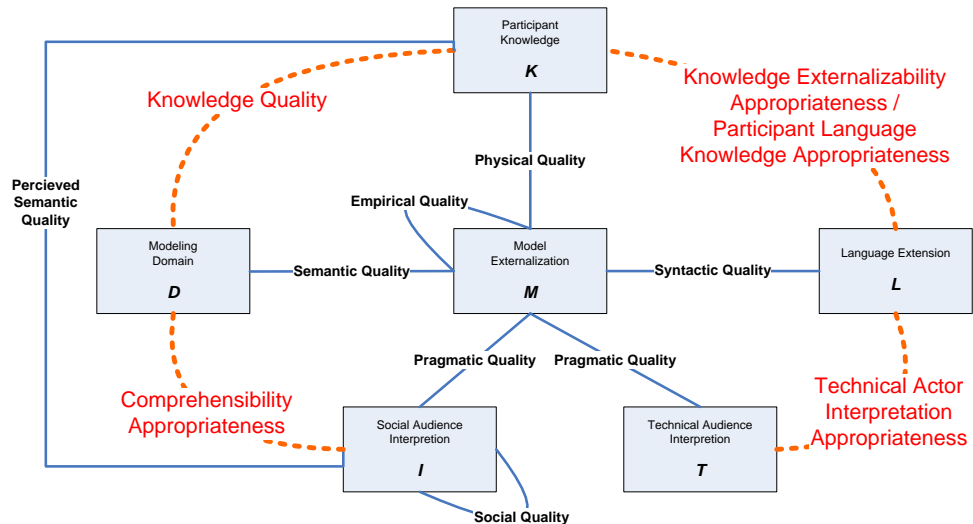 Participant
Knowledge
K
Knowledge Quality
Knowledge Externalizability
Appropriateness /
Participant Language
Knowledge Appropriateness
Physical Quality
Percieved
Semantic
Quality
Empirical Quality
Modeling
Domain
D
Semantic Quality
Model
Externalization
M
Syntactic Quality
Language Extension
L
Pragmatic Quality
Pragmatic Quality
Comprehensibility
Appropriateness
Social Audience
Interpretion
I
Technical Audience
Interpretion
T
Technical Actor
Interpretation
Appropriateness
Social Quality